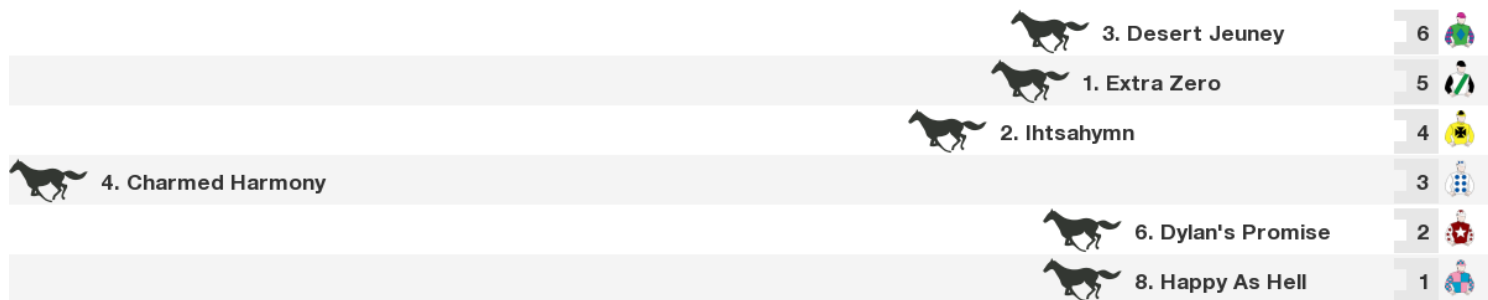 3. Desert Jeuney 6
1. Extra Zero 5
2. Ihtsahymn 4
4. Charmed Harmony 3
6. Dylan's Promise 2
8. Happy As Hell 1